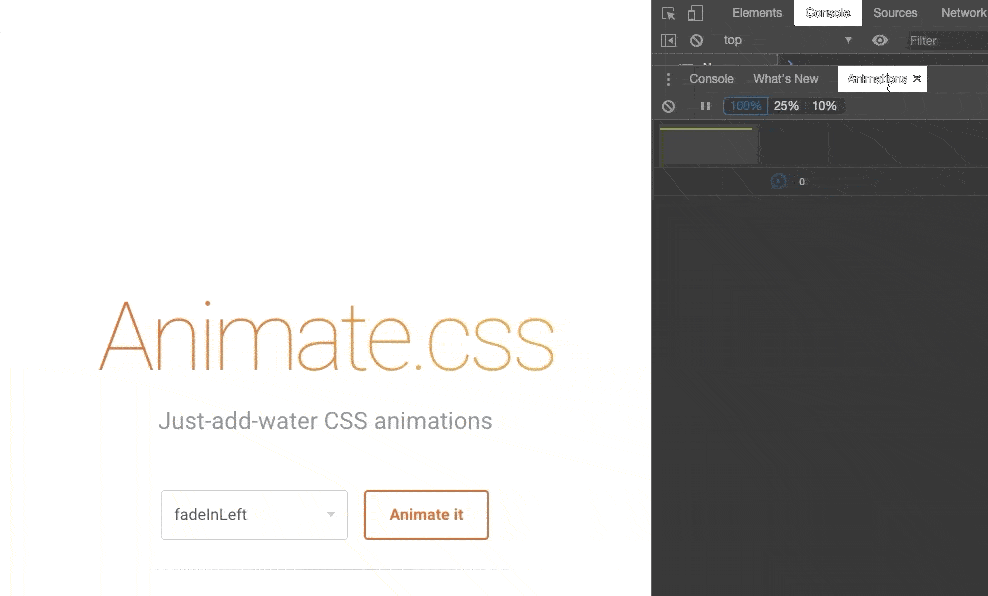 Elements Console Sources Network
top Filter
Console What's New Animations ×
100% 25% 10%
0
Animate.css
Just-add-water CSS animations
fadeInLeft Animate it